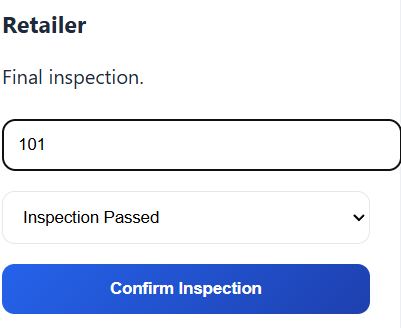 Retailer
Final inspection.
101
Inspection Passed
Confirm Inspection